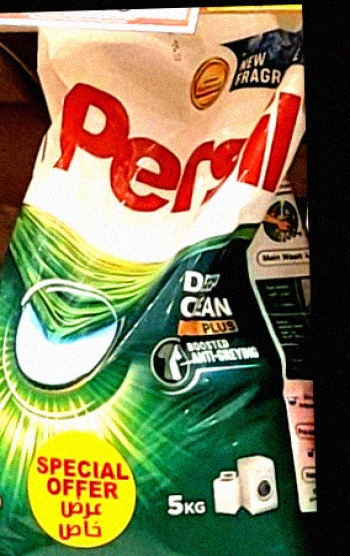 NEW
FRAGR
Persil
DEEP
CLEAN
PLUS
BOOSTED
ANTI-GREYING
Main Wash
SPECIAL
OFFER
عرض
خاص
5KG